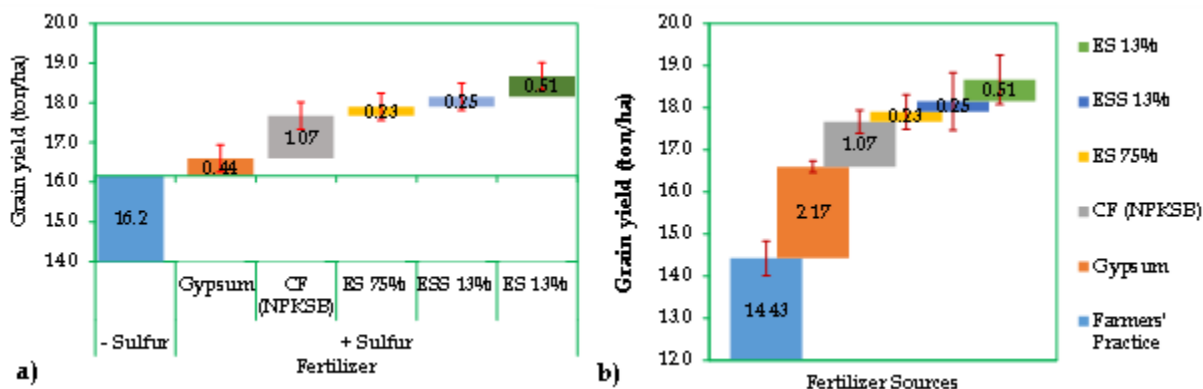 20.0
19.0
18.0
17.0
16.0
15.0
14.0
Grain yield (ton/ha)
16.2
0.44
1.07
0.23
0.25
0.51
Gypsum
CF
(NPKSB)
ES 75%
ESS 13%
ES 13%
- Sulfur
+ Sulfur
Fertilizer
a)
20.0
19.0
18.0
17.0
16.0
15.0
14.0
13.0
12.0
Grain yield (ton/ha)
14.43
2.17
1.07
0.23
0.25
0.51
Fertilizer Sources
b)
ES 13%
ESS 13%
ES 75%
CF (NPKSB)
Gypsum
Farmers'
Practice